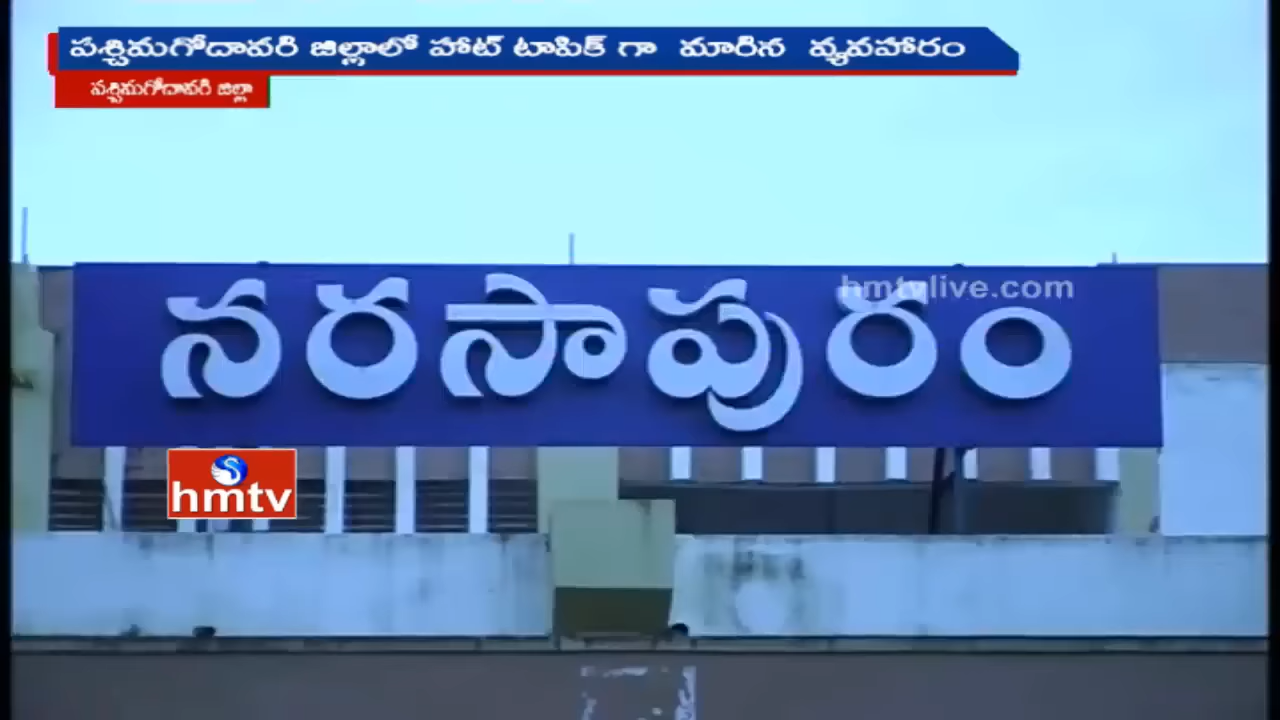 పశ్చిమగోదావరి జిల్లాలో హాట్ టాపిక్ గా మారిన వ్యవహారం
పశ్చిమగోదావరి జిల్లా
hmtvlive.com
నరసాపురం
hmtv